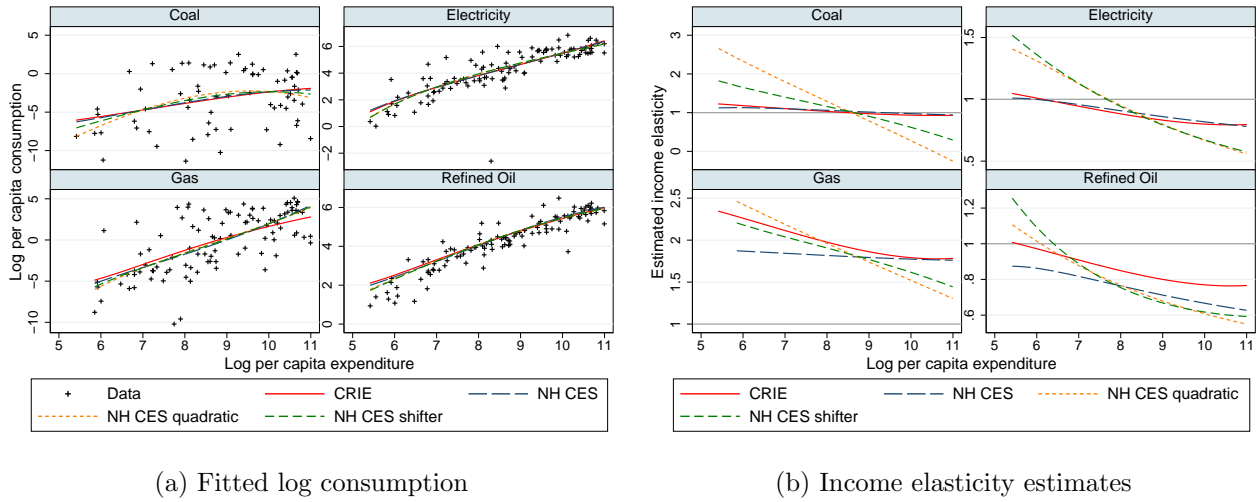 Coal
Electricity
5
0
−5
−10
6
4
2
0
−2
Gas
Refined Oil
5
0
−5
−10
6
4
2
0
Log per capita consumption
5 6 7 8 9 10 11 5 6 7 8 9 10 11
Log per capita expenditure
Data CRIE NH CES
NH CES quadratic NH CES shifter
(a) Fitted log consumption
Coal
Electricity
3
2
1
0
1.5
1
.5
Gas
Refined Oil
2.5
2
1.5
1
1.2
1
.8
.6
Estimated income elasticity
5 6 7 8 9 10 11 5 6 7 8 9 10 11
Log per capita expenditure
CRIE NH CES NH CES quadratic
NH CES shifter
(b) Income elasticity estimates